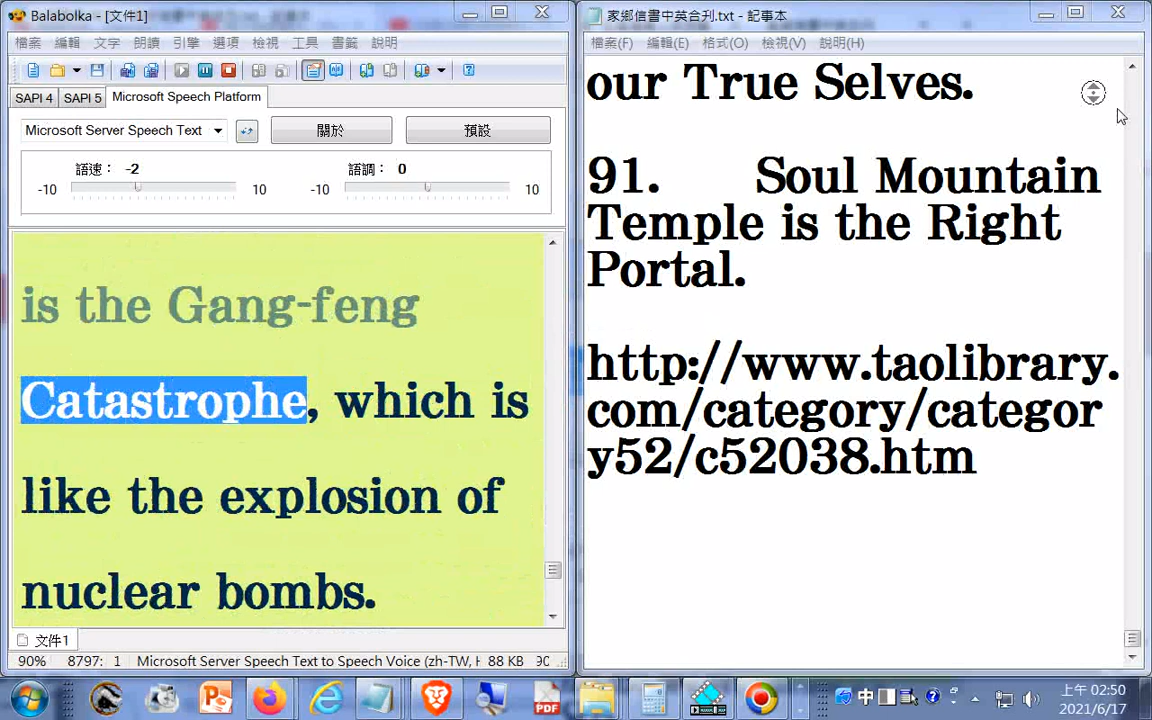 Balabolka - [文件1]
檔案 編輯 文字 朗讀 引擎 選項 檢視 工具 書籤 說明
SAPI 4 SAPI 5 Microsoft Speech Platform
Microsoft Server Speech Text 關於 預設
語速： -2 語調： 0
-10 10 -10 10
is the Gang-feng
Catastrophe, which is
like the explosion of
nuclear bombs.
文件1
90% 8797: 1 Microsoft Server Speech Text to Speech Voice (zh-TW, H 88 KB 90
家鄉信書中英合刋.txt - 記事本
檔案(F) 編輯(E) 格式(O) 檢視(V) 說明(H)
our True Selves.
91. Soul Mountain
Temple is the Right
Portal.
http://www.taolibrary.
com/category/categor
y52/c52038.htm
PDF
中
上午 02:50
2021/6/17